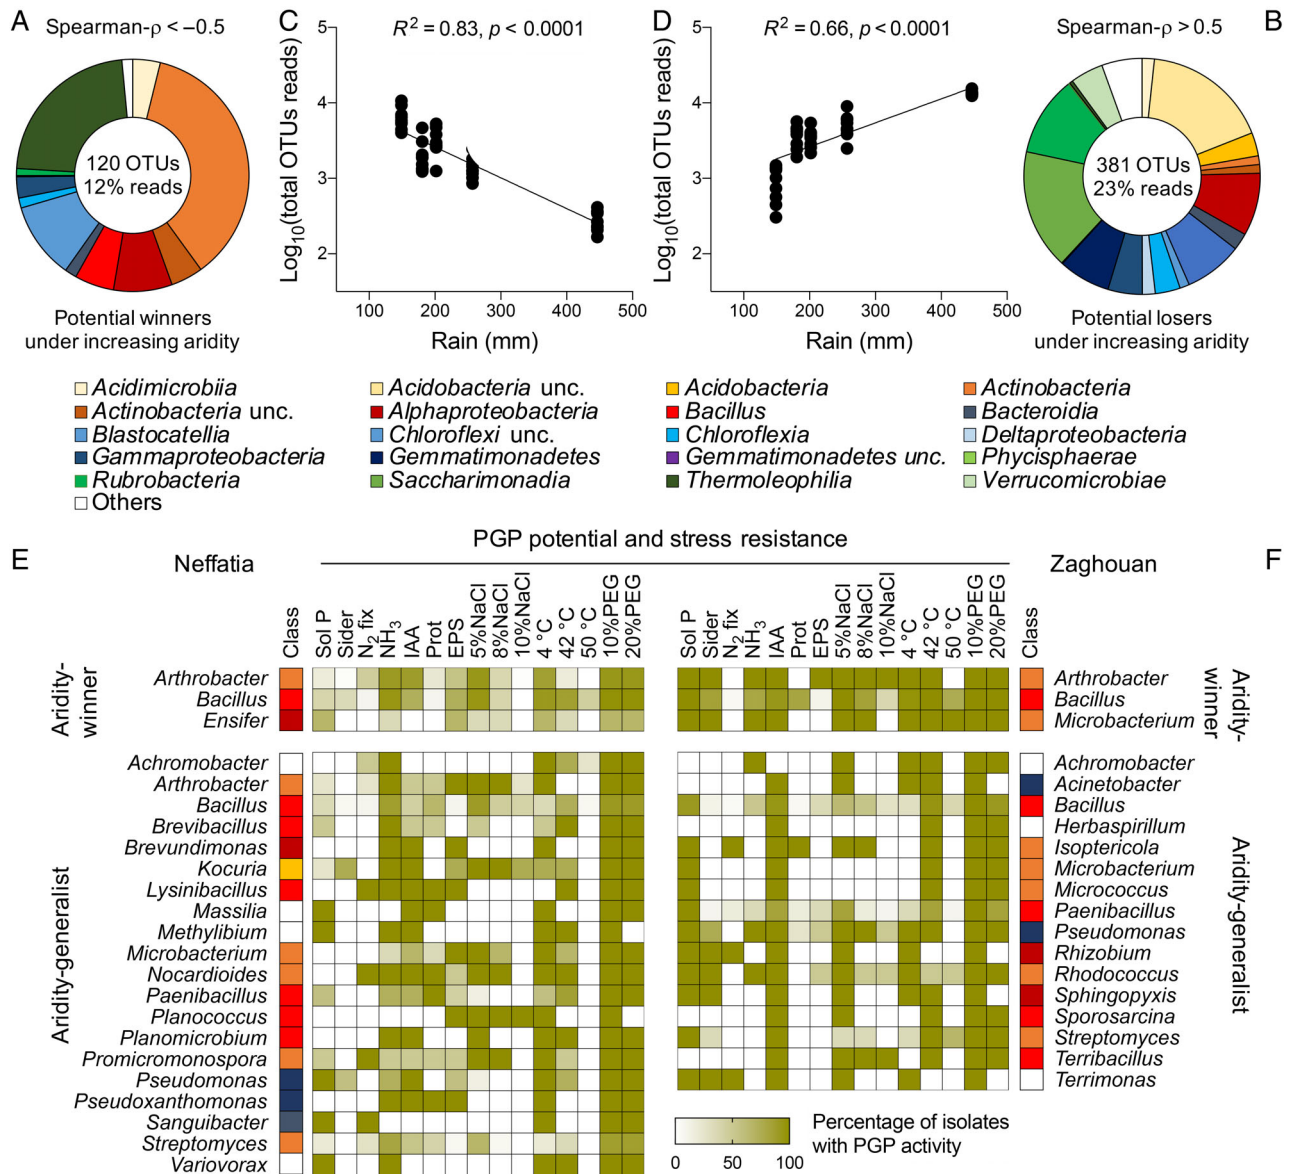 A
Spearman-ρ < −0.5
120 OTUs
12% reads
Potential winners
under increasing aridity
C
R² = 0.83, p < 0.0001
Log₁₀(total OTUs reads)
5
4
3
2
100 200 300 400 500
Rain (mm)
D
R² = 0.66, p < 0.0001
Log₁₀(total OTUs reads)
5
4
3
2
100 200 300 400 500
Rain (mm)
B
Spearman-ρ > 0.5
381 OTUs
23% reads
Potential losers
under increasing aridity
Acidimicrobiia
Acidobacteria unc.
Acidobacteria
Actinobacteria
Actinobacteria unc.
Alphaproteobacteria
Bacillus
Bacteroidia
Blastocatellia
Chloroflexi unc.
Chloroflexia
Deltaproteobacteria
Gammaproteobacteria
Gemmatimonadetes
Gemmatimonadetes unc.
Phycisphaerae
Rubrobacteria
Saccharimonadia
Thermoleophilia
Verrucomicrobiae
Others
PGP potential and stress resistance
E
Neffatia
Class
Sol P
Sider
N₂ fix
NH₃
IAA
Prot
EPS
5%NaCl
8%NaCl
10%NaCl
4 °C
42 °C
50 °C
10%PEG
20%PEG
Aridity-
winner
Arthrobacter
Bacillus
Ensifer
Aridity-generalist
Achromobacter
Arthrobacter
Bacillus
Brevibacillus
Brevundimonas
Kocuria
Lysinibacillus
Massilia
Methylibium
Microbacterium
Nocardioides
Paenibacillus
Planococcus
Planomicrobium
Promicromonospora
Pseudomonas
Pseudoxanthomonas
Sanguibacter
Streptomyces
Variovorax
F
Zaghouan
Sol P
Sider
N₂ fix
NH₃
IAA
Prot
EPS
5%NaCl
8%NaCl
10%NaCl
4 °C
42 °C
50 °C
10%PEG
20%PEG
Class
Arthrobacter
Bacillus
Microbacterium
Aridity-
winner
Achromobacter
Acinetobacter
Bacillus
Herbaspirillum
Isoptericola
Microbacterium
Micrococcus
Paenibacillus
Pseudomonas
Rhizobium
Rhodococcus
Sphingopyxis
Sporosarcina
Streptomyces
Terribacillus
Terrimonas
Aridity-generalist
0 50 100
Percentage of isolates
with PGP activity